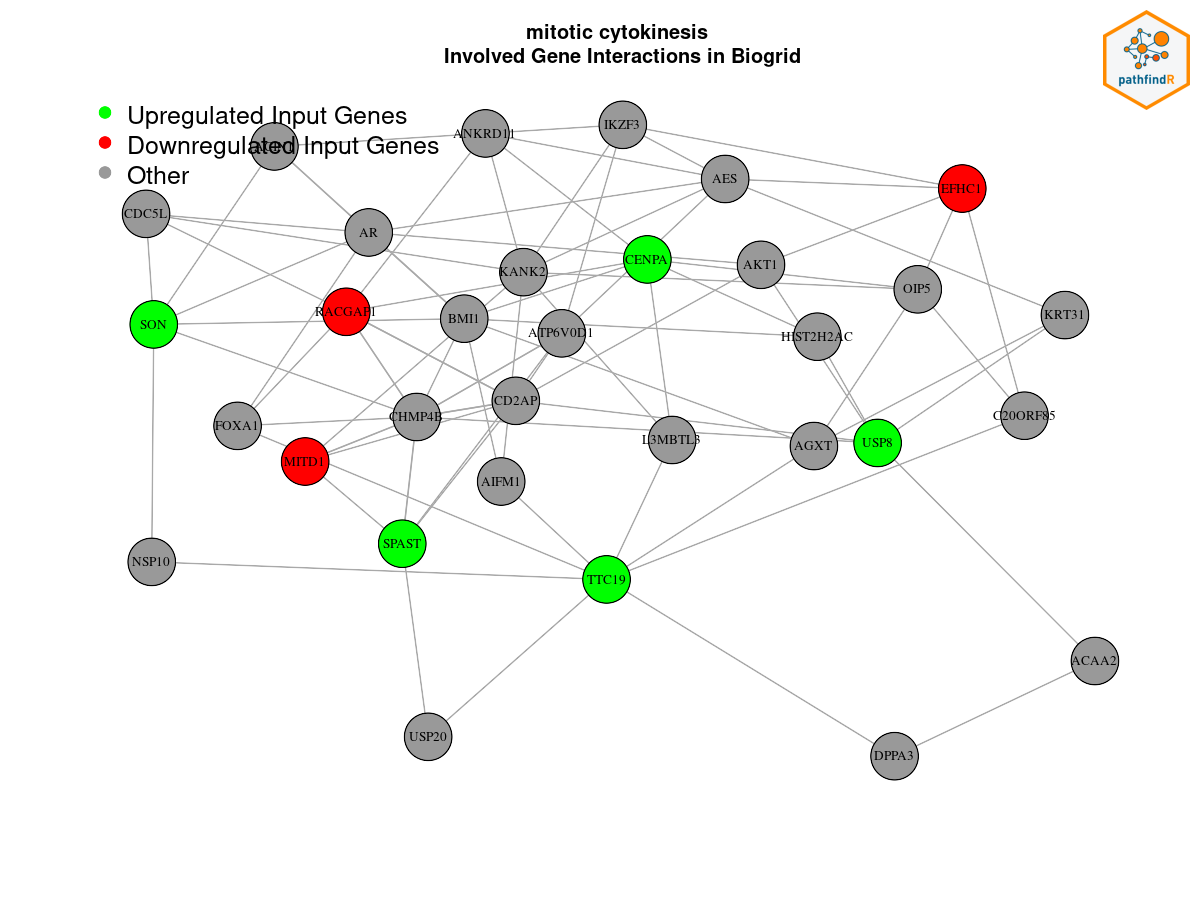 mitotic cytokinesis
Involved Gene Interactions in Biogrid
pathfindR
Upregulated Input Genes
Downregulated Input Genes
Other
ANKRD11
IKZF3
AES
EFHC1
CDC5L
AR
KANK2
CENPA
AKT1
OIP5
SON
RACGAP1
BMI1
ATP6V0D1
HIST2H2AC
KRT31
FOXA1
CHMP4B
CD2AP
L3MBTL3
AGXT
USP8
C20ORF85
MITD1
AIFM1
SPAST
NSP10
TTC19
ACAA2
USP20
DPPA3